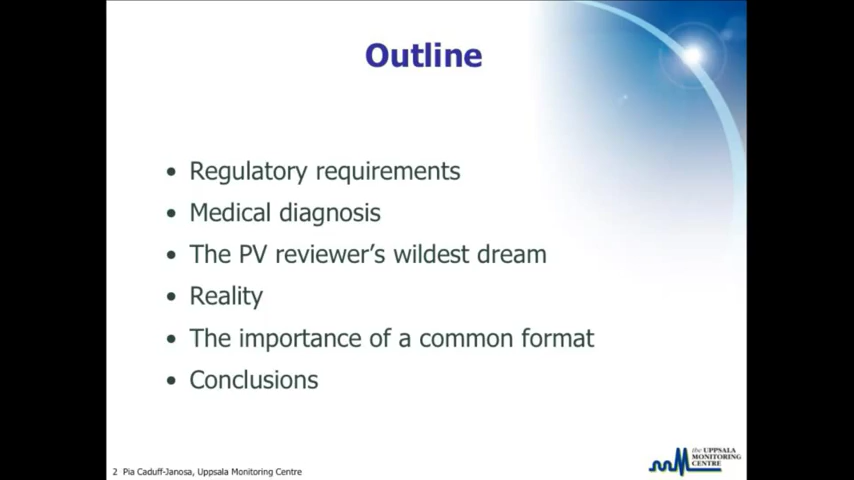 Outline
• Regulatory requirements
• Medical diagnosis
• The PV reviewer's wildest dream
• Reality
• The importance of a common format
• Conclusions
2 Pia Caduff-Janosa, Uppsala Monitoring Centre
the UPPSALA
MONITORING
CENTRE